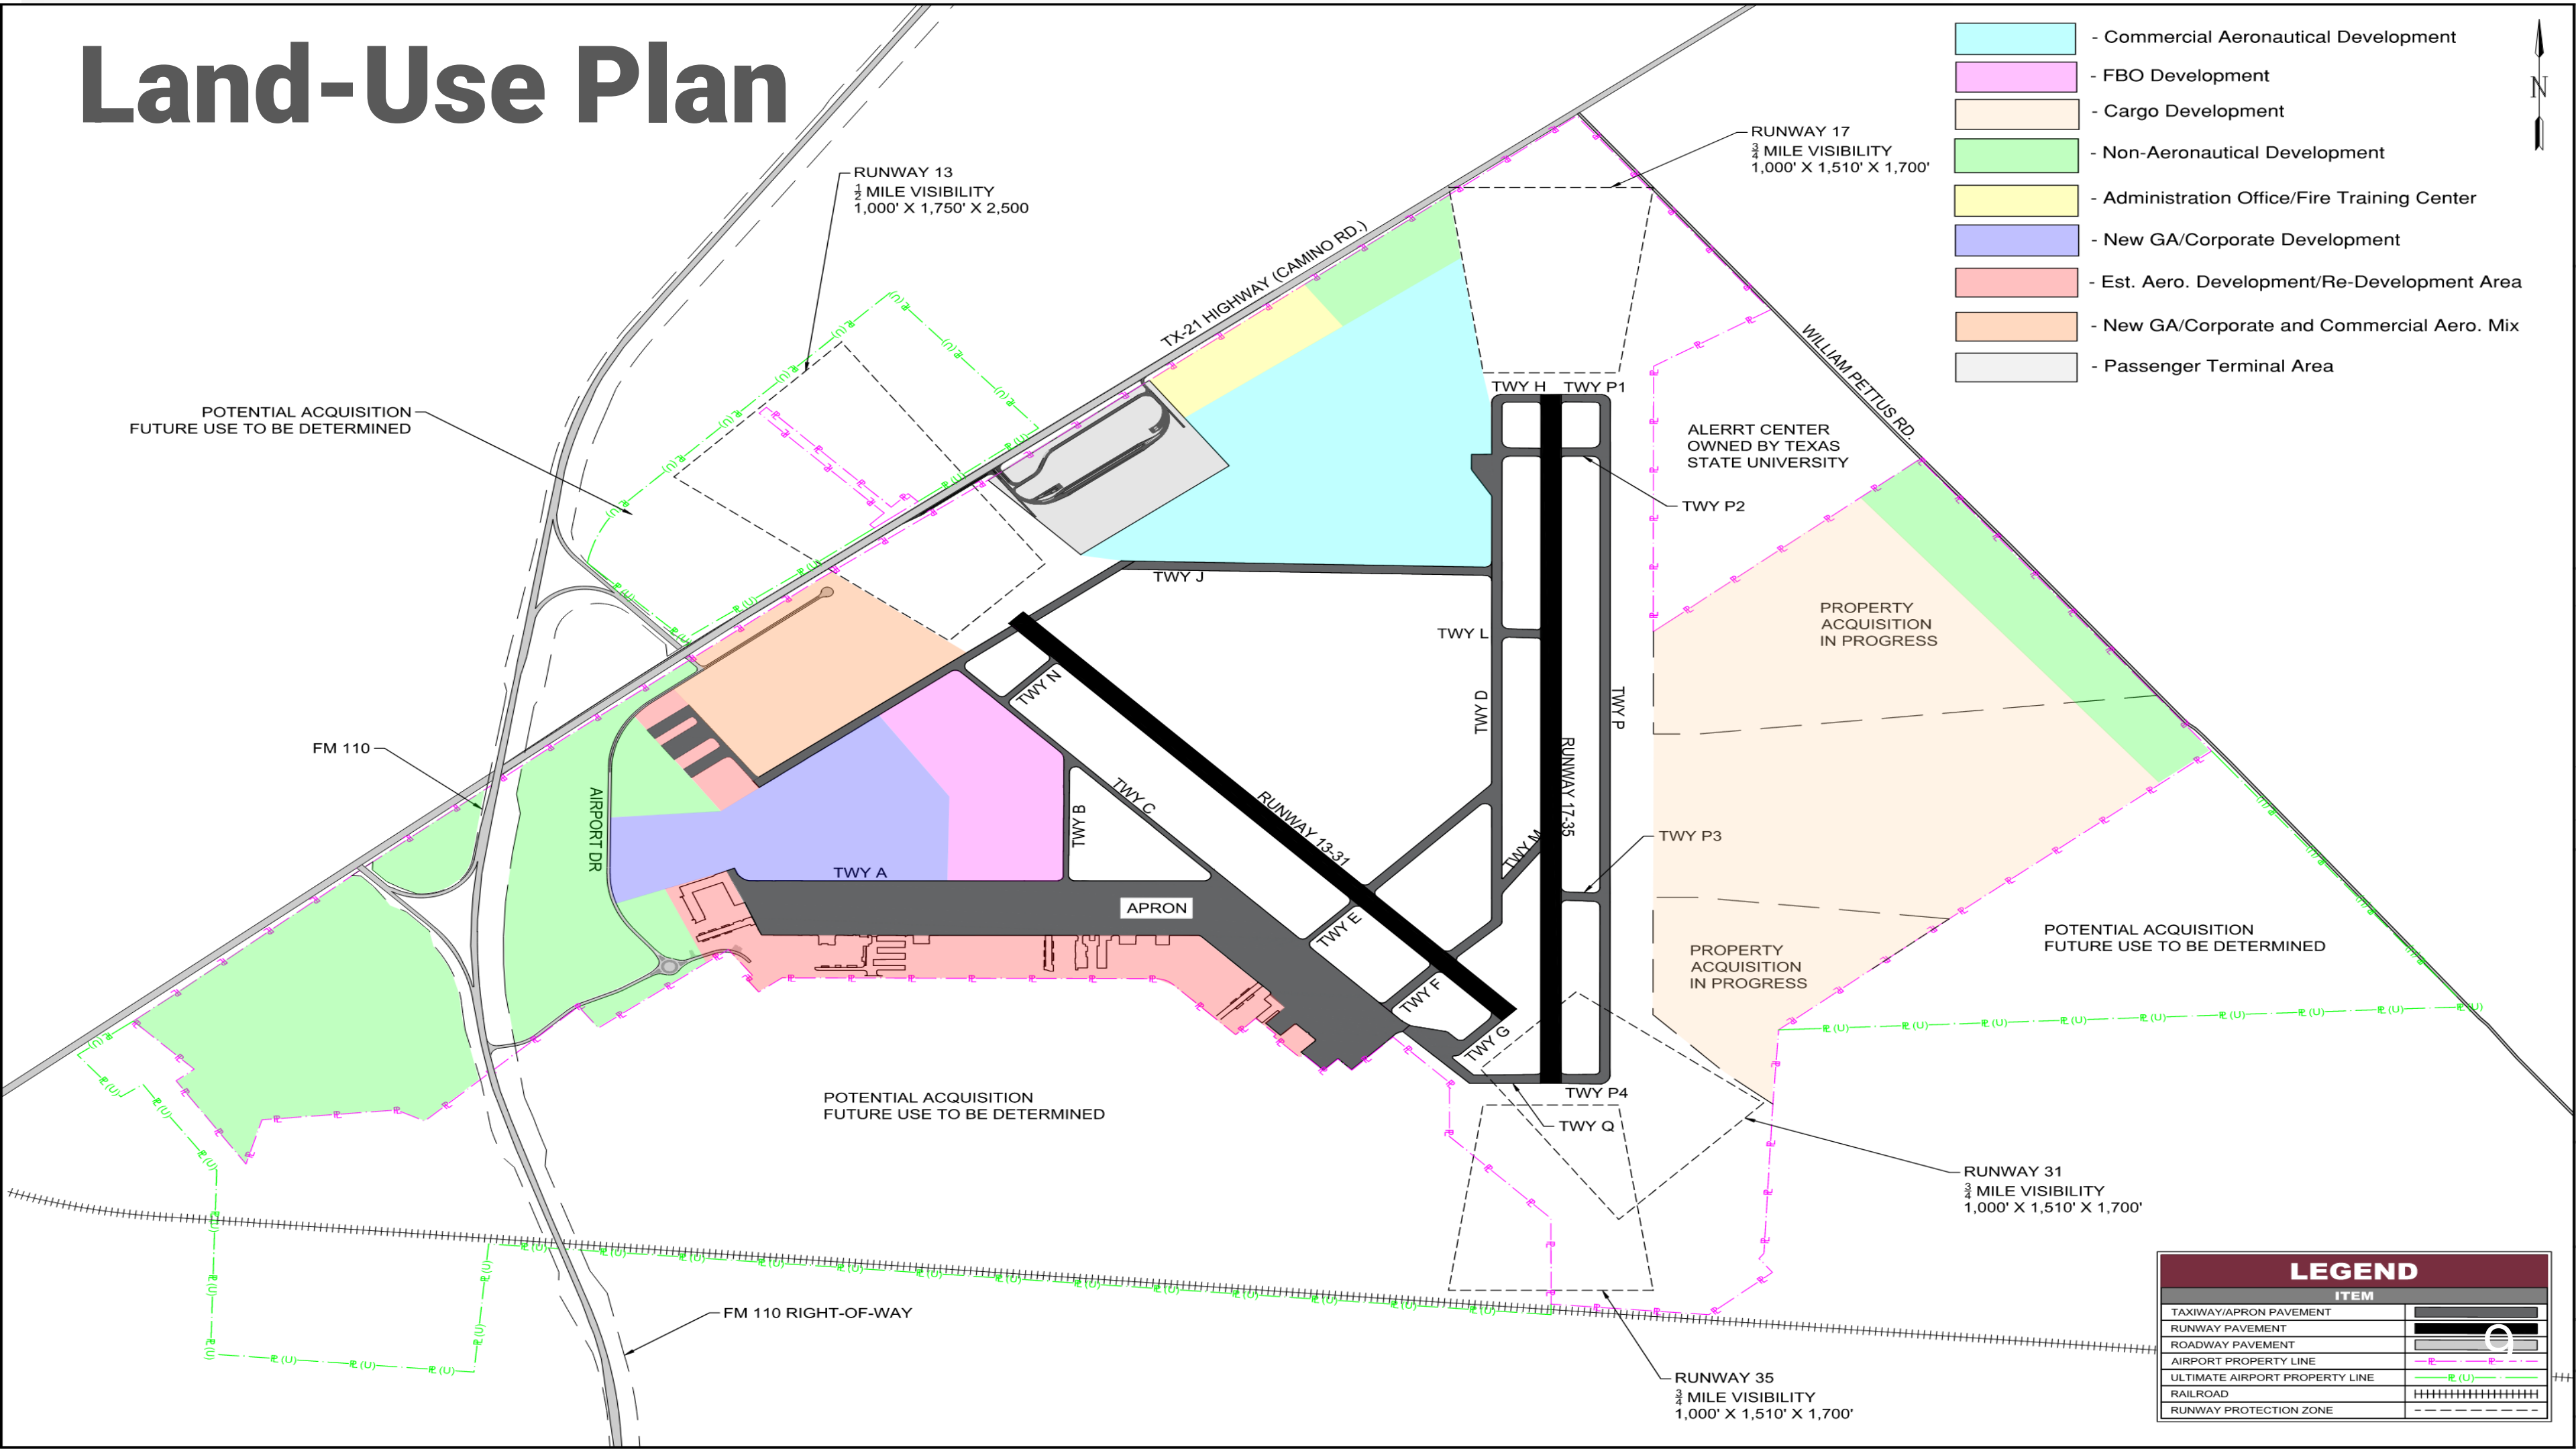 Land-Use Plan
- Commercial Aeronautical Development
- FBO Development
- Cargo Development
- Non-Aeronautical Development
- Administration Office/Fire Training Center
- New GA/Corporate Development
- Est. Aero. Development/Re-Development Area
- New GA/Corporate and Commercial Aero. Mix
- Passenger Terminal Area
N
RUNWAY 17
3/4 MILE VISIBILITY
1,000' X 1,510' X 1,700'
RUNWAY 13
1/2 MILE VISIBILITY
1,000' X 1,750' X 2,500
TX-21 HIGHWAY (CAMINO RD.)
WILLIAM PETTUS RD.
POTENTIAL ACQUISITION
FUTURE USE TO BE DETERMINED
TWY H
TWY P1
ALERRT CENTER
OWNED BY TEXAS
STATE UNIVERSITY
TWY P2
TWY J
TWY L
PROPERTY
ACQUISITION
IN PROGRESS
TWY N
TWY D
TWY P
FM 110
RUNWAY 17-35
AIRPORT DR
TWY B
TWY C
RUNWAY 13-31
TWY M
TWY P3
TWY A
APRON
TWY E
PROPERTY
ACQUISITION
IN PROGRESS
POTENTIAL ACQUISITION
FUTURE USE TO BE DETERMINED
TWY F
TWY G
POTENTIAL ACQUISITION
FUTURE USE TO BE DETERMINED
TWY P4
TWY Q
RUNWAY 31
3/4 MILE VISIBILITY
1,000' X 1,510' X 1,700'
FM 110 RIGHT-OF-WAY
RUNWAY 35
3/4 MILE VISIBILITY
1,000' X 1,510' X 1,700'
LEGEND
ITEM
TAXIWAY/APRON PAVEMENT
RUNWAY PAVEMENT
ROADWAY PAVEMENT
AIRPORT PROPERTY LINE
ULTIMATE AIRPORT PROPERTY LINE
RAILROAD
RUNWAY PROTECTION ZONE
9